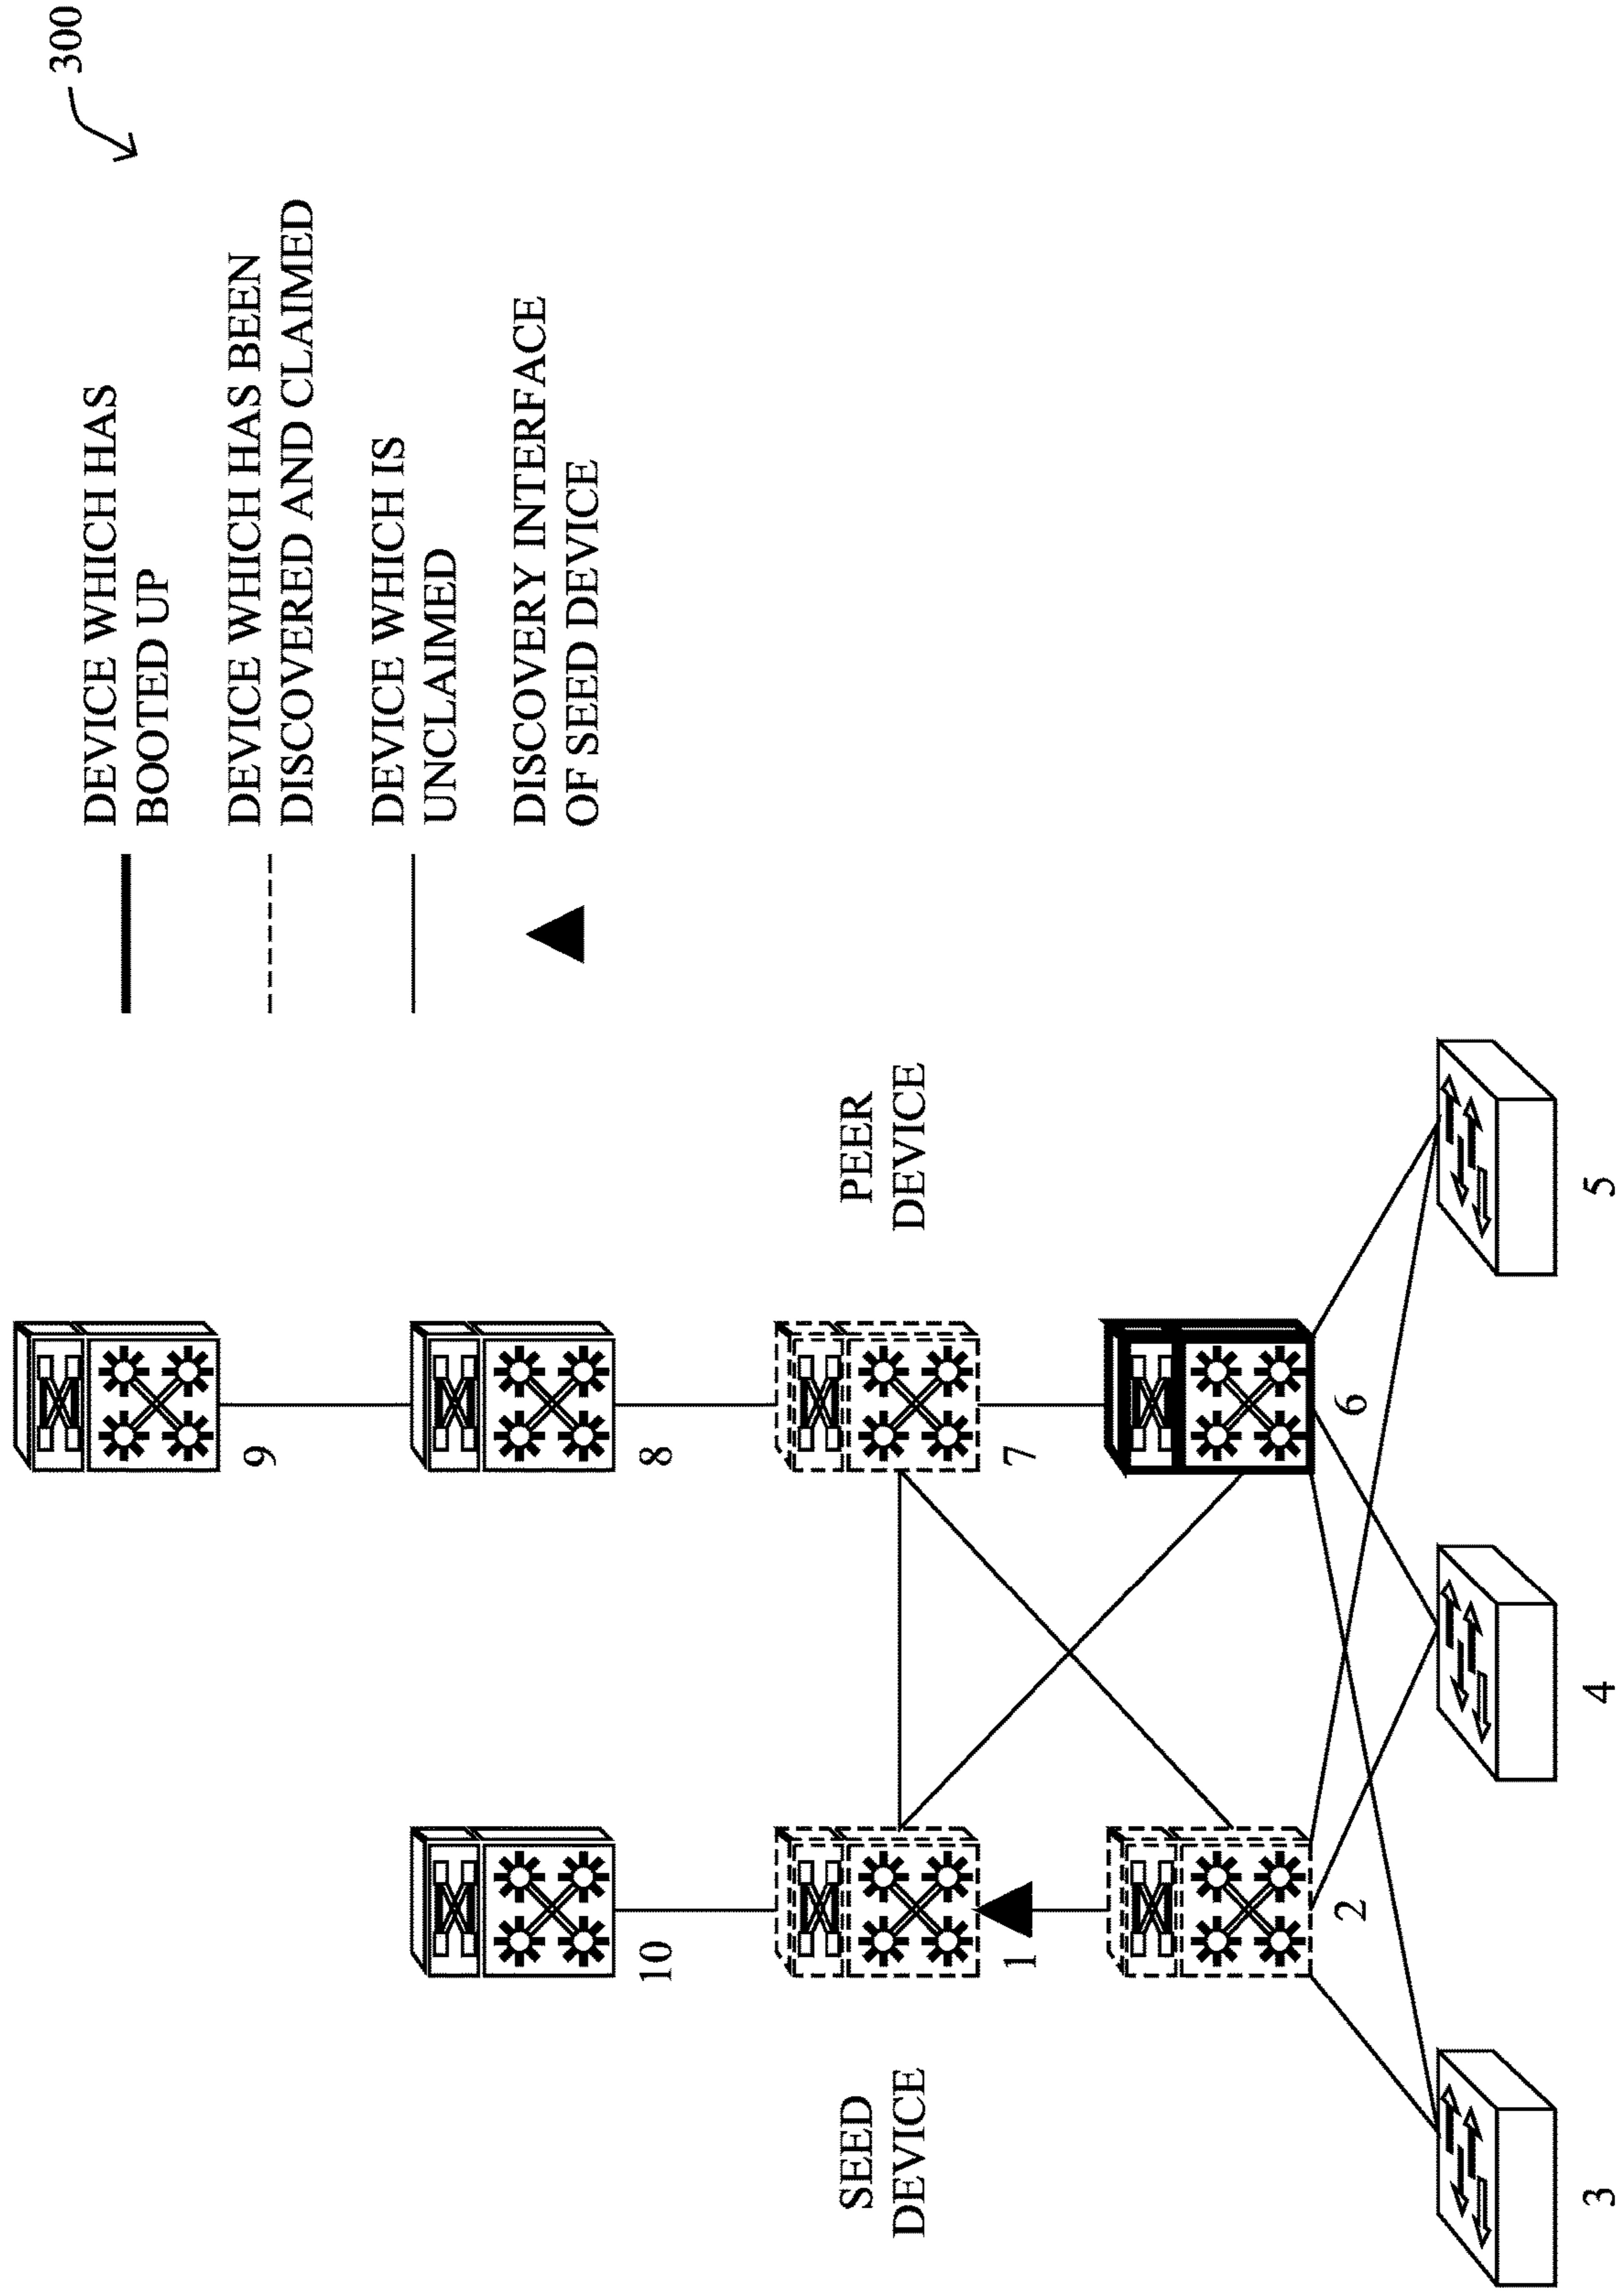 300
DEVICE WHICH HAS
BOOTED UP
DEVICE WHICH HAS BEEN
DISCOVERED AND CLAIMED
DEVICE WHICH IS
UNCLAIMED
DISCOVERY INTERFACE
OF SEED DEVICE
9
10
8
SEED
DEVICE
PEER
DEVICE
1
7
2
6
3
4
5